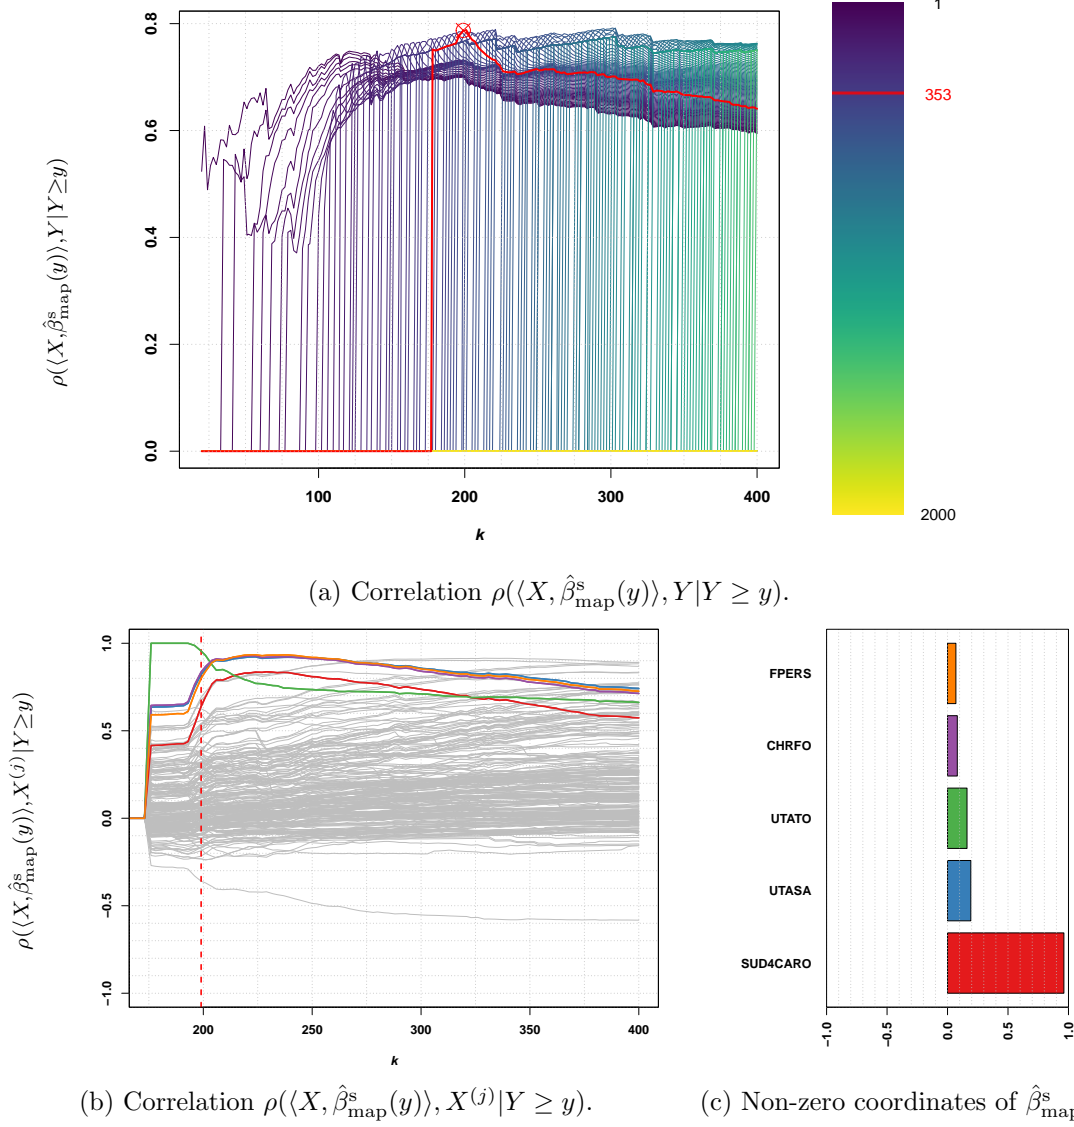 ρ(⟨X,β̂ˢmap(y)⟩,Y|Y≥y)
0.8
0.6
0.4
0.2
0.0
100 200 300 400
k
1
353
2000
(a) Correlation ρ(⟨X, β̂ˢmap(y)⟩, Y|Y ≥ y).
ρ(⟨X,β̂ˢmap(y)⟩,X⁽ʲ⁾|Y≥y)
1.0
0.5
0.0
−0.5
−1.0
200 250 300 350 400
k
(b) Correlation ρ(⟨X, β̂ˢmap(y)⟩, X⁽ʲ⁾|Y ≥ y).
FPERS
CHRFO
UTATO
UTASA
SUD4CARO
−1.0 −0.5 0.0 0.5 1.0
(c) Non-zero coordinates of β̂ˢmap